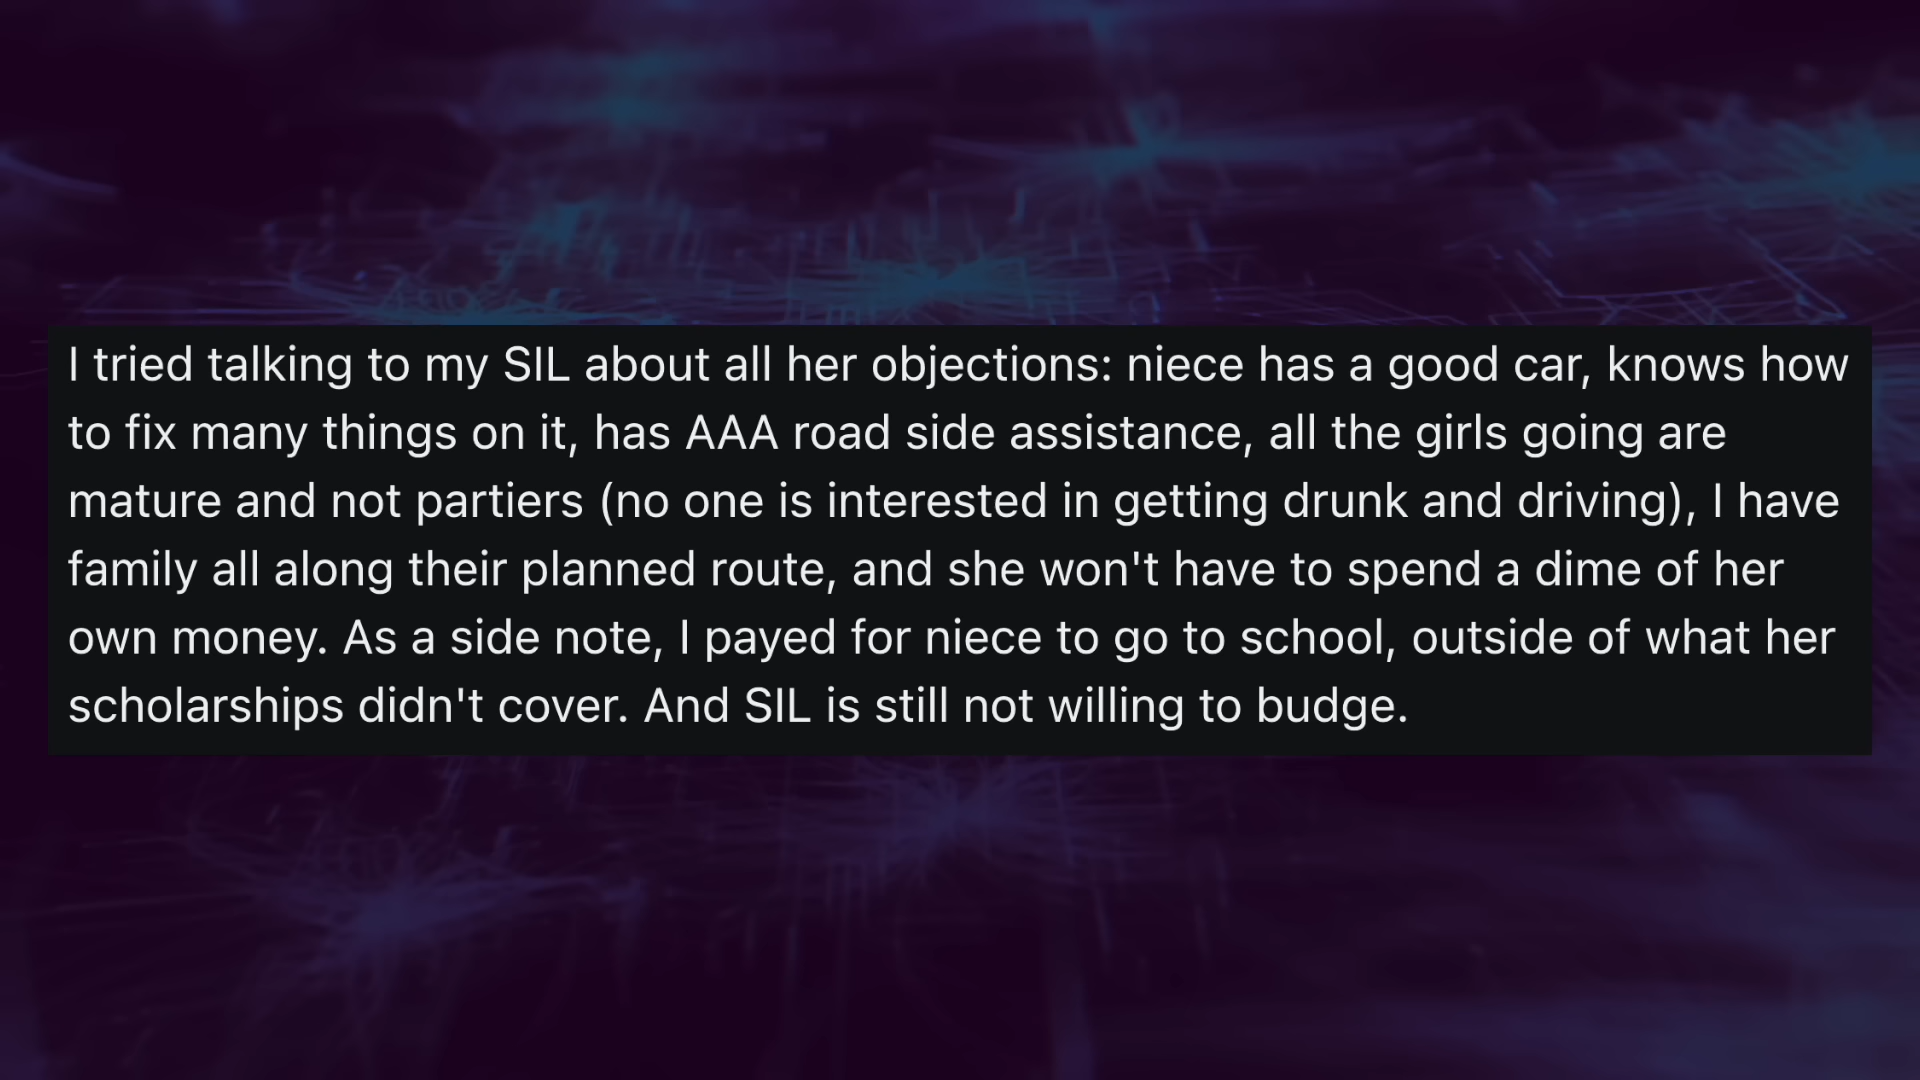 I tried talking to my SIL about all her objections: niece has a good car, knows how
to fix many things on it, has AAA road side assistance, all the girls going are
mature and not partiers (no one is interested in getting drunk and driving), I have
family all along their planned route, and she won't have to spend a dime of her
own money. As a side note, I payed for niece to go to school, outside of what her
scholarships didn't cover. And SIL is still not willing to budge.